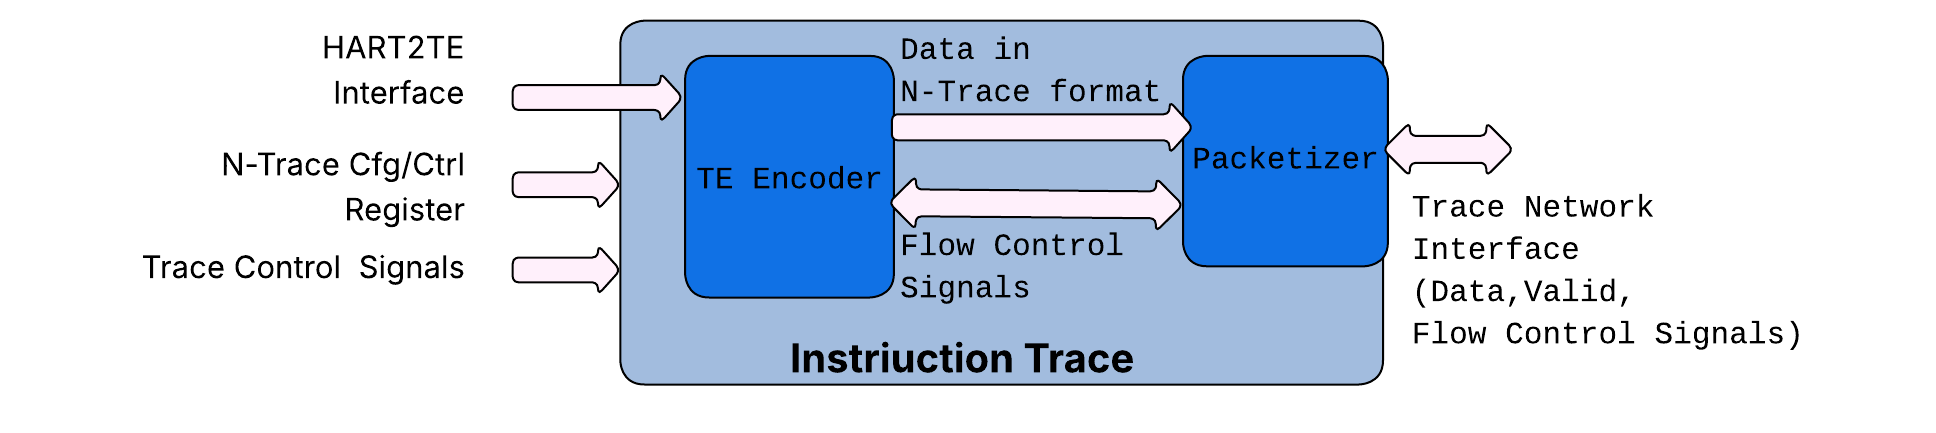 HART2TE
Interface
N-Trace Cfg/Ctrl
Register
Trace Control  Signals
Data in
N-Trace format
TE Encoder
Packetizer
Flow Control
Signals
Instriuction Trace
Trace Network
Interface
(Data,Valid,
Flow Control Signals)